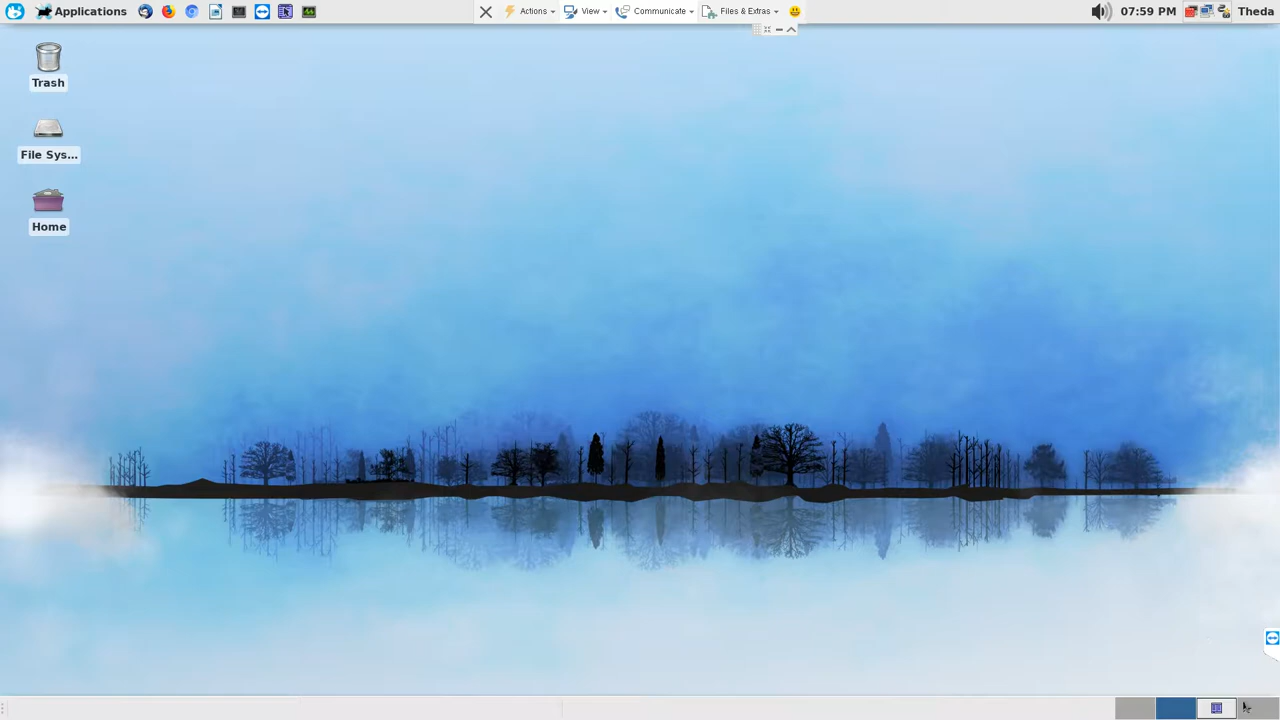 Applications
Actions
View
Communicate
Files & Extras
07:59 PM
Theda
Trash
File Sys...
Home